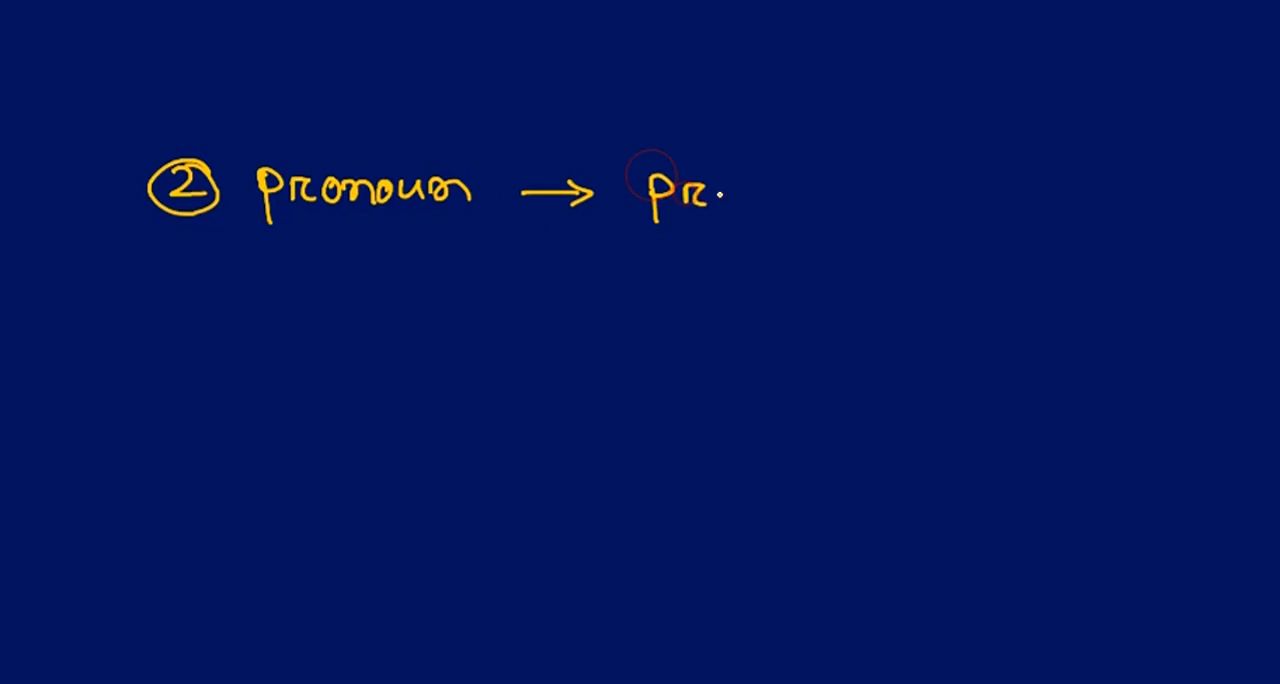 ② pronoun → pr